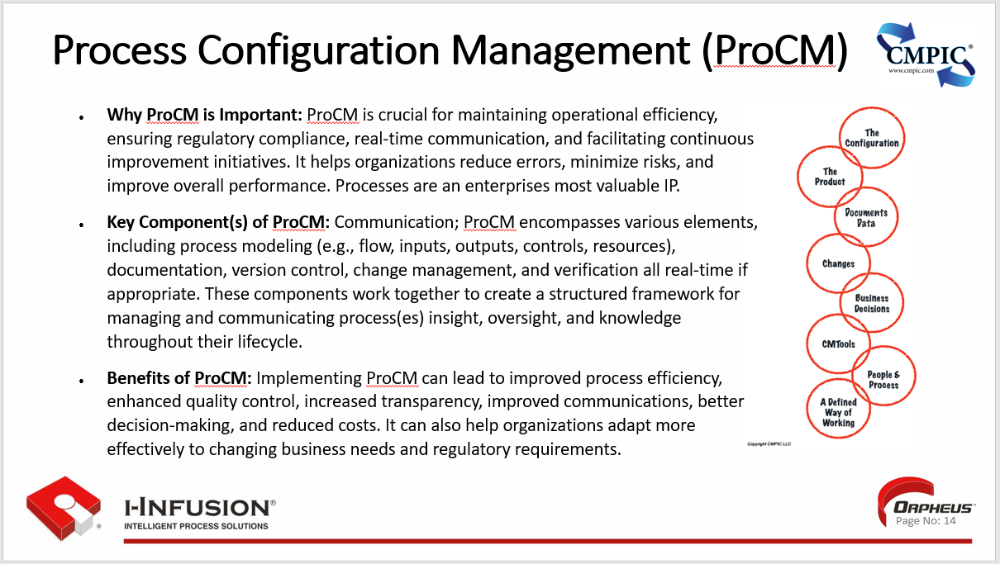 Process Configuration Management (ProCM)
CMPIC®
www.cmpic.com
• Why ProCM is Important: ProCM is crucial for maintaining operational efficiency,
ensuring regulatory compliance, real-time communication, and facilitating continuous
improvement initiatives. It helps organizations reduce errors, minimize risks, and
improve overall performance. Processes are an enterprises most valuable IP.
• Key Component(s) of ProCM: Communication; ProCM encompasses various elements,
including process modeling (e.g., flow, inputs, outputs, controls, resources),
documentation, version control, change management, and verification all real-time if
appropriate. These components work together to create a structured framework for
managing and communicating process(es) insight, oversight, and knowledge
throughout their lifecycle.
• Benefits of ProCM: Implementing ProCM can lead to improved process efficiency,
enhanced quality control, increased transparency, improved communications, better
decision-making, and reduced costs. It can also help organizations adapt more
effectively to changing business needs and regulatory requirements.
The
Configuration
The
Product
Documents
Data
Changes
Business
Decisions
CMTools
People &
Process
A Defined
Way of
Working
Copyright CMPIC LLC
®
I-INFUSION®
INTELLIGENT PROCESS SOLUTIONS
ORPHEUS™
Page No: 14